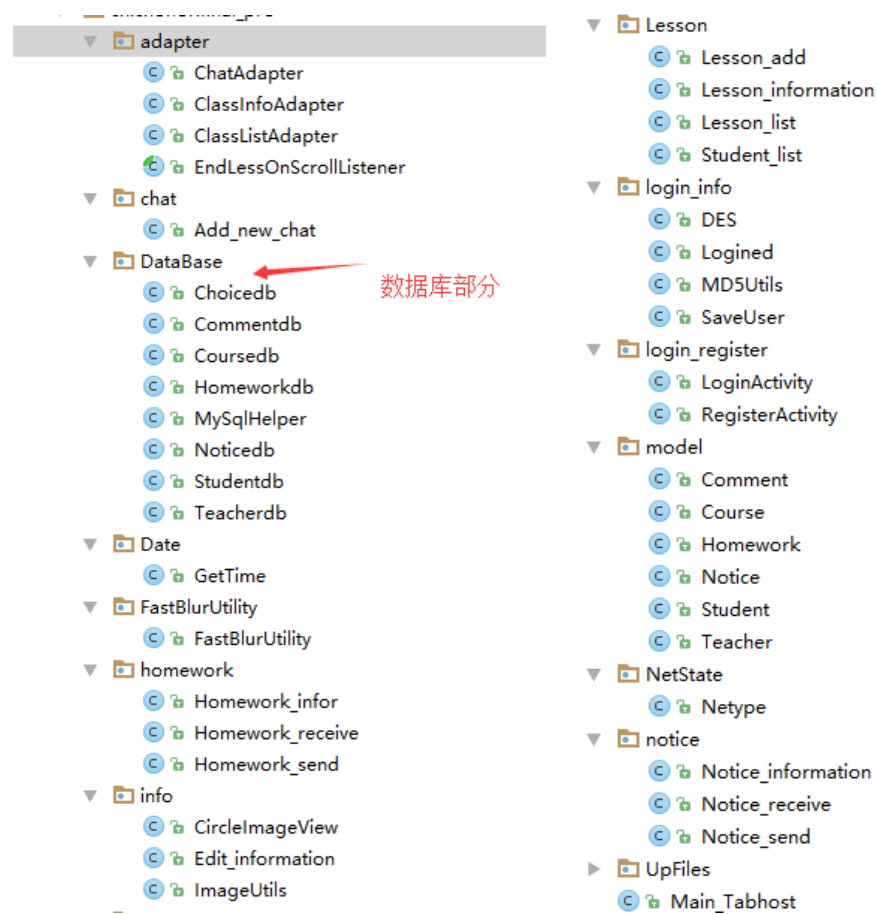 adapter
ChatAdapter
ClassInfoAdapter
ClassListAdapter
EndLessOnScrollListener
chat
Add_new_chat
DataBase
数据库部分
Choicedb
Commentdb
Coursedb
Homeworkdb
MySqlHelper
Noticedb
Studentdb
Teacherdb
Date
GetTime
FastBlurUtility
FastBlurUtility
homework
Homework_infor
Homework_receive
Homework_send
info
CircleImageView
Edit_information
ImageUtils
Lesson
Lesson_add
Lesson_information
Lesson_list
Student_list
login_info
DES
Logined
MD5Utils
SaveUser
login_register
LoginActivity
RegisterActivity
model
Comment
Course
Homework
Notice
Student
Teacher
NetState
Netype
notice
Notice_information
Notice_receive
Notice_send
UpFiles
Main_Tabhost